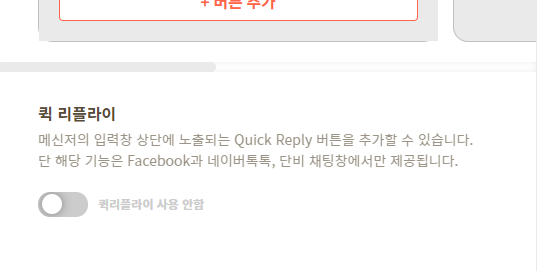 + 버튼 추가
퀵 리플라이
메신저의 입력창 상단에 노출되는 Quick Reply 버튼을 추가할 수 있습니다.
단 해당 기능은 Facebook과 네이버톡톡, 단비 채팅창에서만 제공됩니다.
퀵리플라이 사용 안함